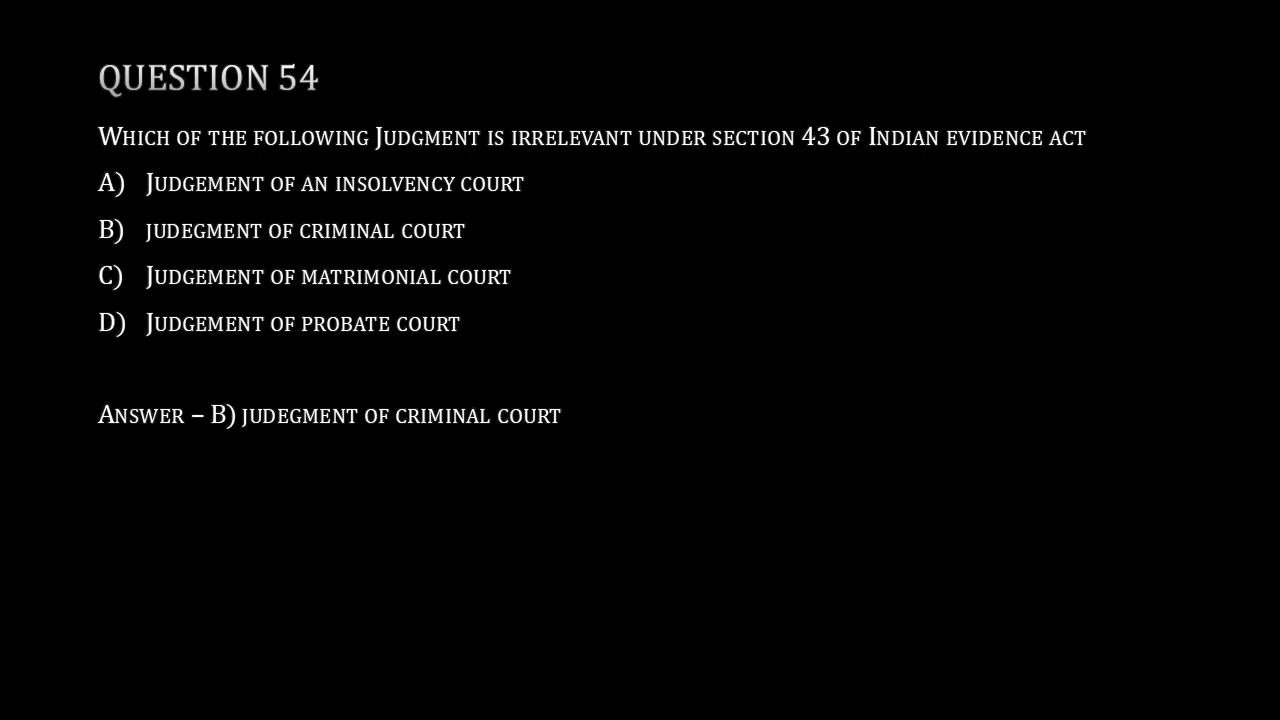 QUESTION 54
Which of the following Judgment is irrelevant under section 43 of Indian evidence act
A) Judgement of an insolvency court
B) judegment of criminal court
C) Judgement of matrimonial court
D) Judgement of probate court
Answer – B) judegment of criminal court